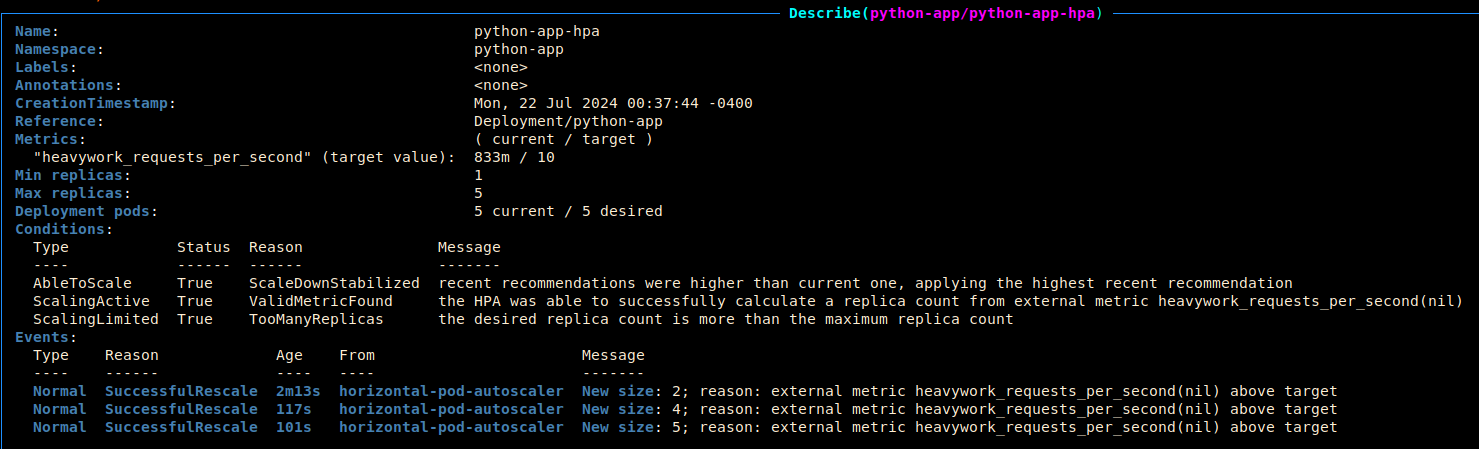 Describe(python-app/python-app-hpa)
Name: python-app-hpa
Namespace: python-app
Labels: <none>
Annotations: <none>
CreationTimestamp: Mon, 22 Jul 2024 00:37:44 -0400
Reference: Deployment/python-app
Metrics: ( current / target )
"heavywork_requests_per_second" (target value): 833m / 10
Min replicas: 1
Max replicas: 5
Deployment pods: 5 current / 5 desired
Conditions:
Type Status Reason Message
---- ------ ------ -------
AbleToScale True ScaleDownStabilized recent recommendations were higher than current one, applying the highest recent recommendation
ScalingActive True ValidMetricFound the HPA was able to successfully calculate a replica count from external metric heavywork_requests_per_second(nil)
ScalingLimited True TooManyReplicas the desired replica count is more than the maximum replica count
Events:
Type Reason Age From Message
---- ------ ---- ---- -------
Normal SuccessfulRescale 2m13s horizontal-pod-autoscaler New size: 2; reason: external metric heavywork_requests_per_second(nil) above target
Normal SuccessfulRescale 117s horizontal-pod-autoscaler New size: 4; reason: external metric heavywork_requests_per_second(nil) above target
Normal SuccessfulRescale 101s horizontal-pod-autoscaler New size: 5; reason: external metric heavywork_requests_per_second(nil) above target